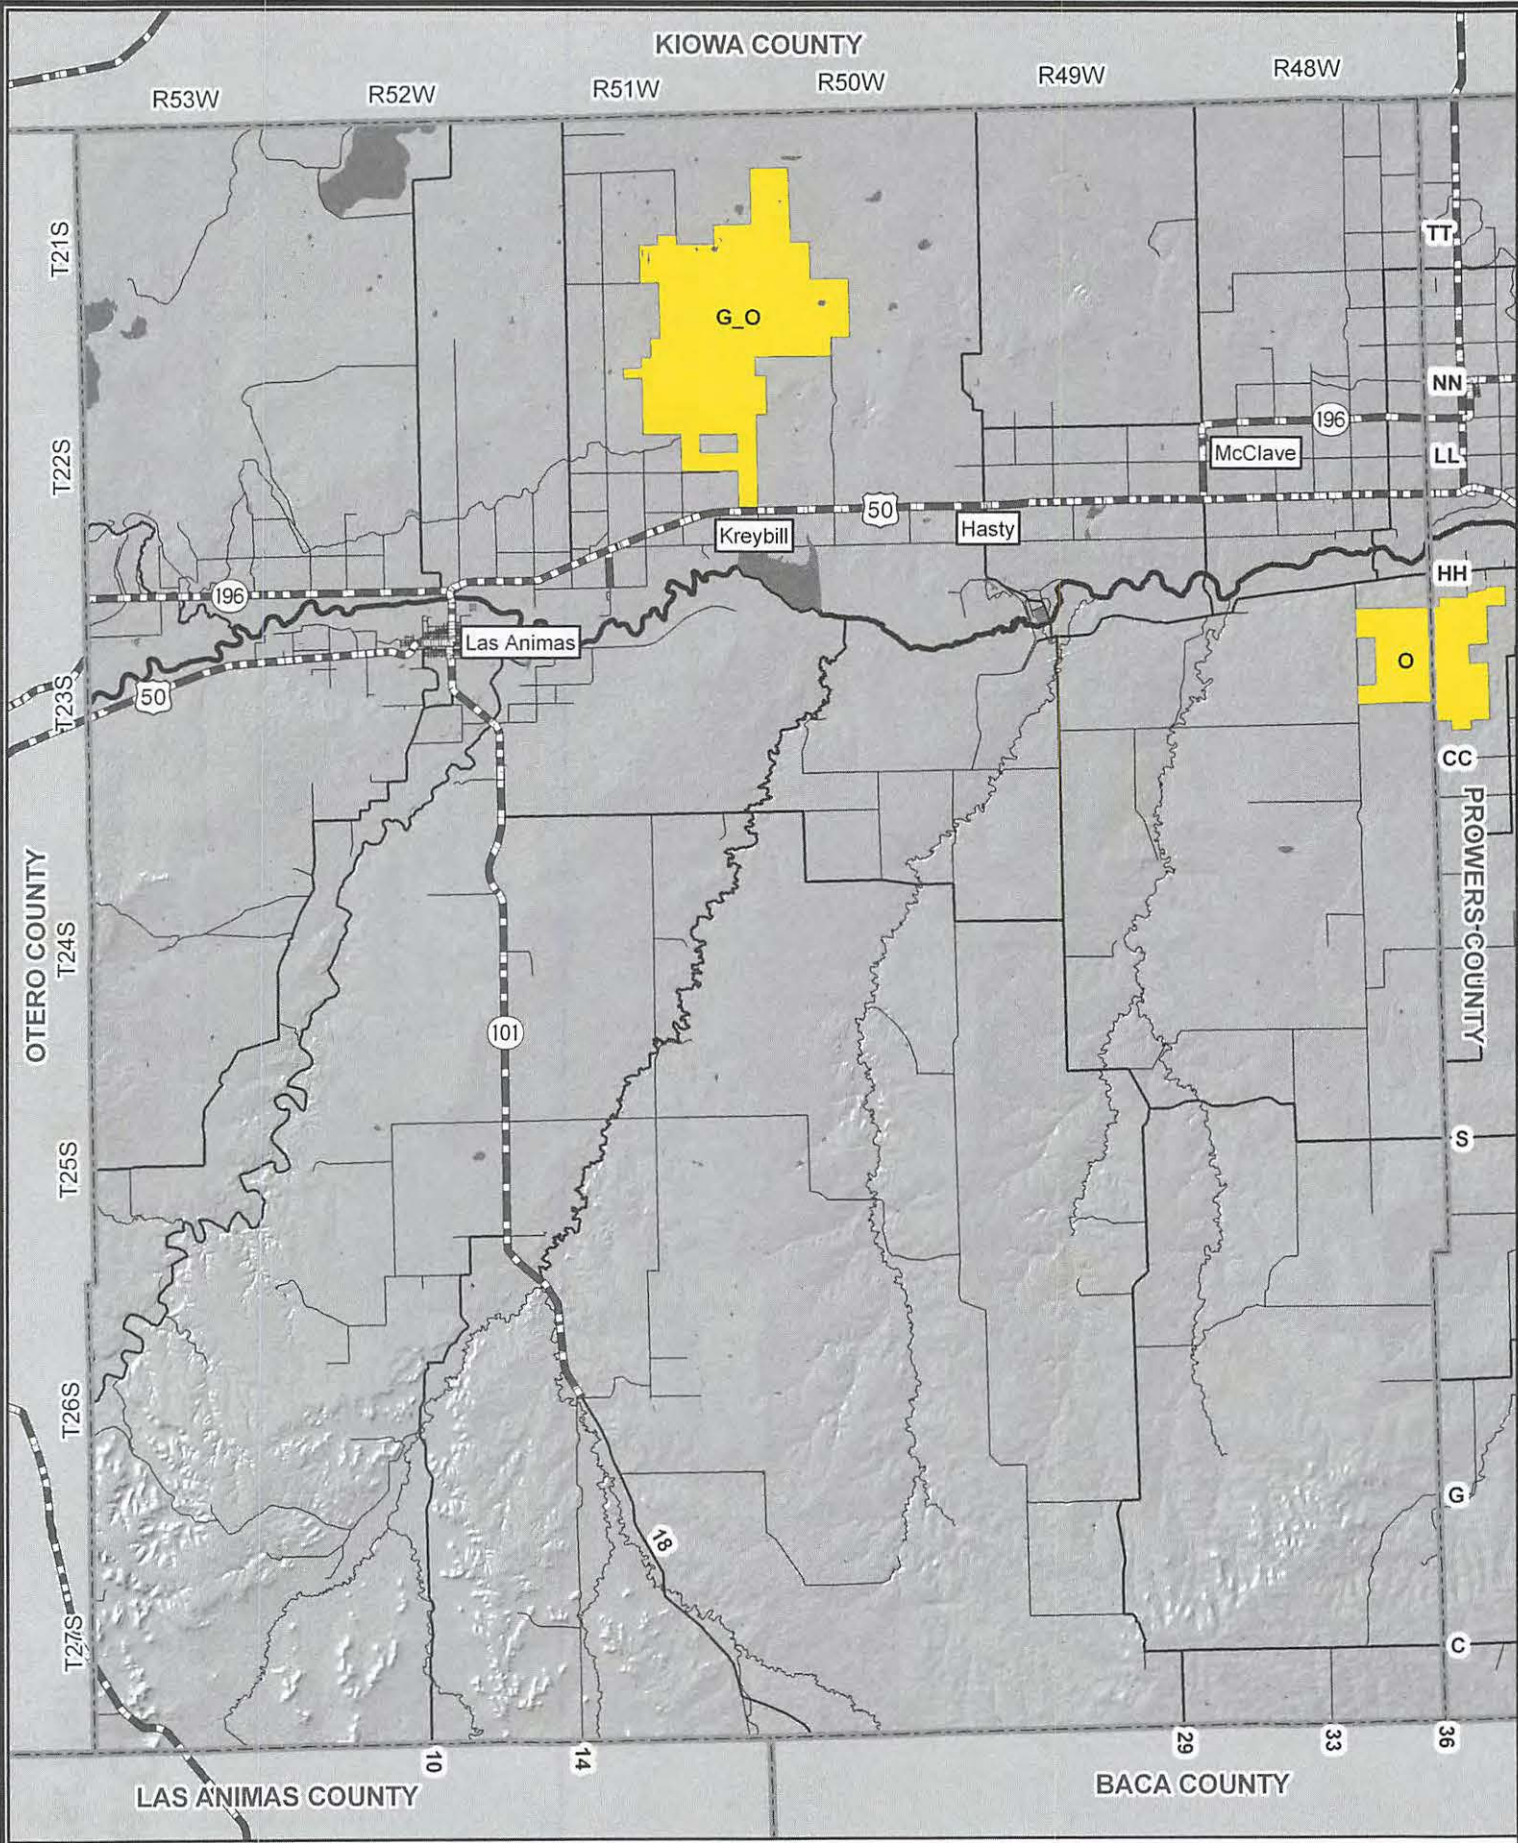 KIOWA COUNTY
R53W
R52W
R51W
R50W
R49W
R48W
T21S
TT
G_O
NN
196
McClave
LL
T22S
50
Kreybill
Hasty
HH
196
Las Animas
O
T23S
50
CC
PROWERS COUNTY
OTERO COUNTY
T24S
101
T25S
S
T26S
G
18
T27S
C
10
14
29
33
36
LAS ANIMAS COUNTY
BACA COUNTY